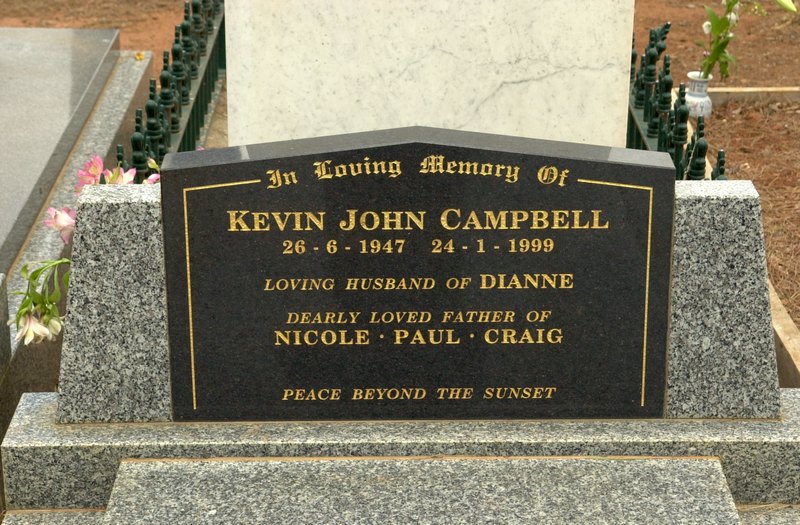 In Loving Memory Of
KEVIN JOHN CAMPBELL
26 - 6 - 1947 24 - 1 - 1999
LOVING HUSBAND OF DIANNE
DEARLY LOVED FATHER OF
NICOLE · PAUL · CRAIG
PEACE BEYOND THE SUNSET